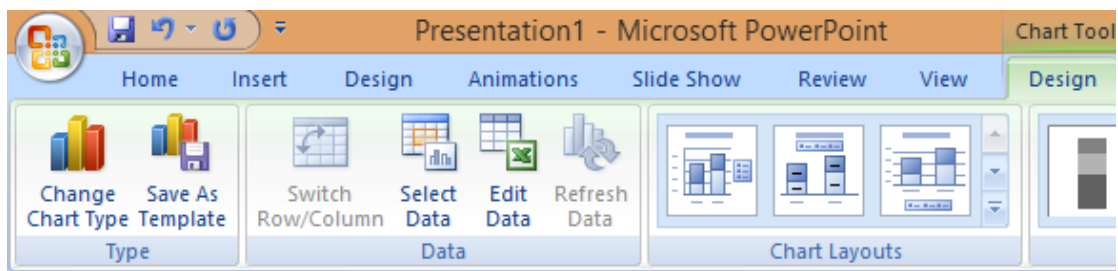 Presentation1 - Microsoft PowerPoint
Chart Tool
Home Insert Design Animations Slide Show Review View Design
Change Chart Type
Save As Template
Switch Row/Column
Select Data
Edit Data
Refresh Data
Type
Data
Chart Layouts